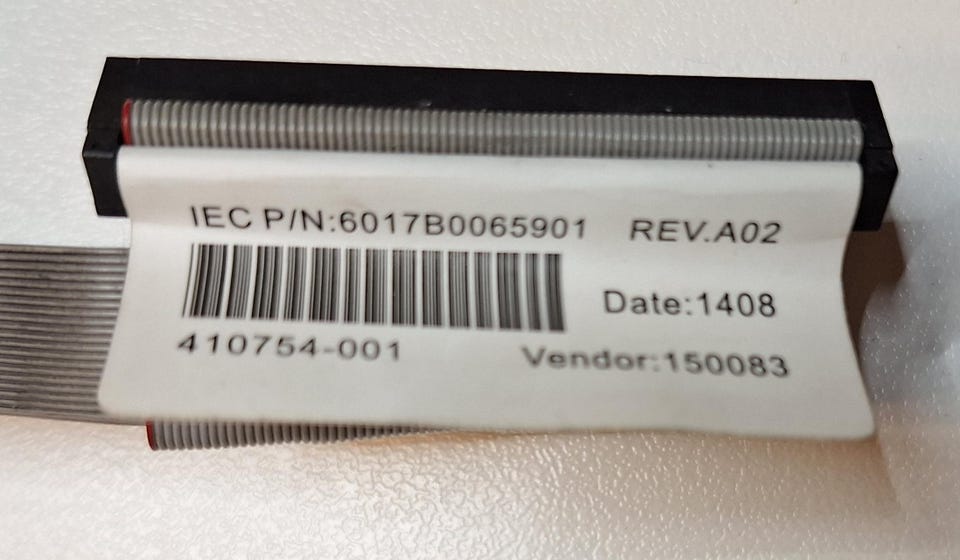 IEC P/N:6017B0065901 REV.A02
Date:1408
410754-001
Vendor:150083